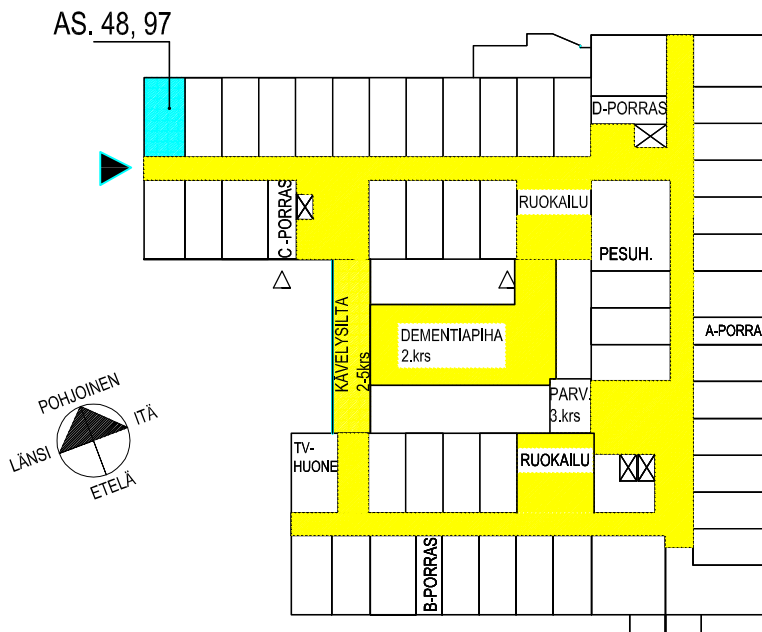 AS. 48, 97
D-PORRAS
C -PORRAS
RUOKAILU
PESUH.
KÄVELYSILTA
2-5krs
DEMENTIAPIHA
2.krs
A-PORRA
PARV.
3.krs
POHJOINEN
ITÄ
LÄNSI
ETELÄ
TV-
HUONE
RUOKAILU
B-PORRAS